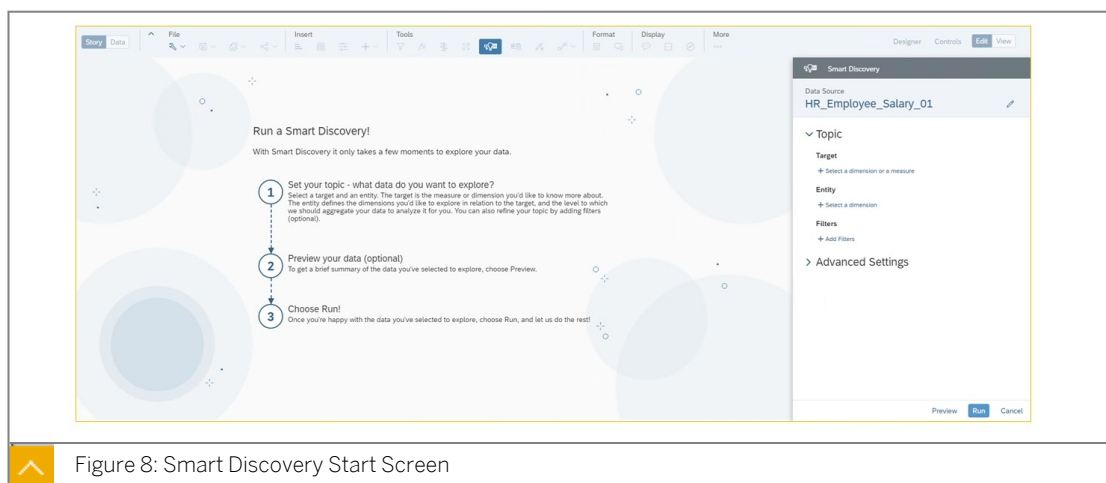 Story Data
File
Insert
Tools
Format
Display
More
Designer Controls Edit View
Run a Smart Discovery!
With Smart Discovery it only takes a few moments to explore your data.
1
Set your topic - what data do you want to explore?
Select a target and an entity. The target is the measure or dimension you'd like to know more about.
The entity defines the dimensions you'd like to explore in relation to the target, and the level to which
we should aggregate your data to analyze it for you. You can also refine your topic by adding filters
(optional).
2
Preview your data (optional)
To get a brief summary of the data you've selected to explore, choose Preview.
3
Choose Run!
Once you're happy with the data you've selected to explore, choose Run, and let us do the rest!
Smart Discovery
Data Source
HR_Employee_Salary_01
Topic
Target
+ Select a dimension or a measure
Entity
+ Select a dimension
Filters
+ Add Filters
Advanced Settings
Preview Run Cancel
Figure 8: Smart Discovery Start Screen